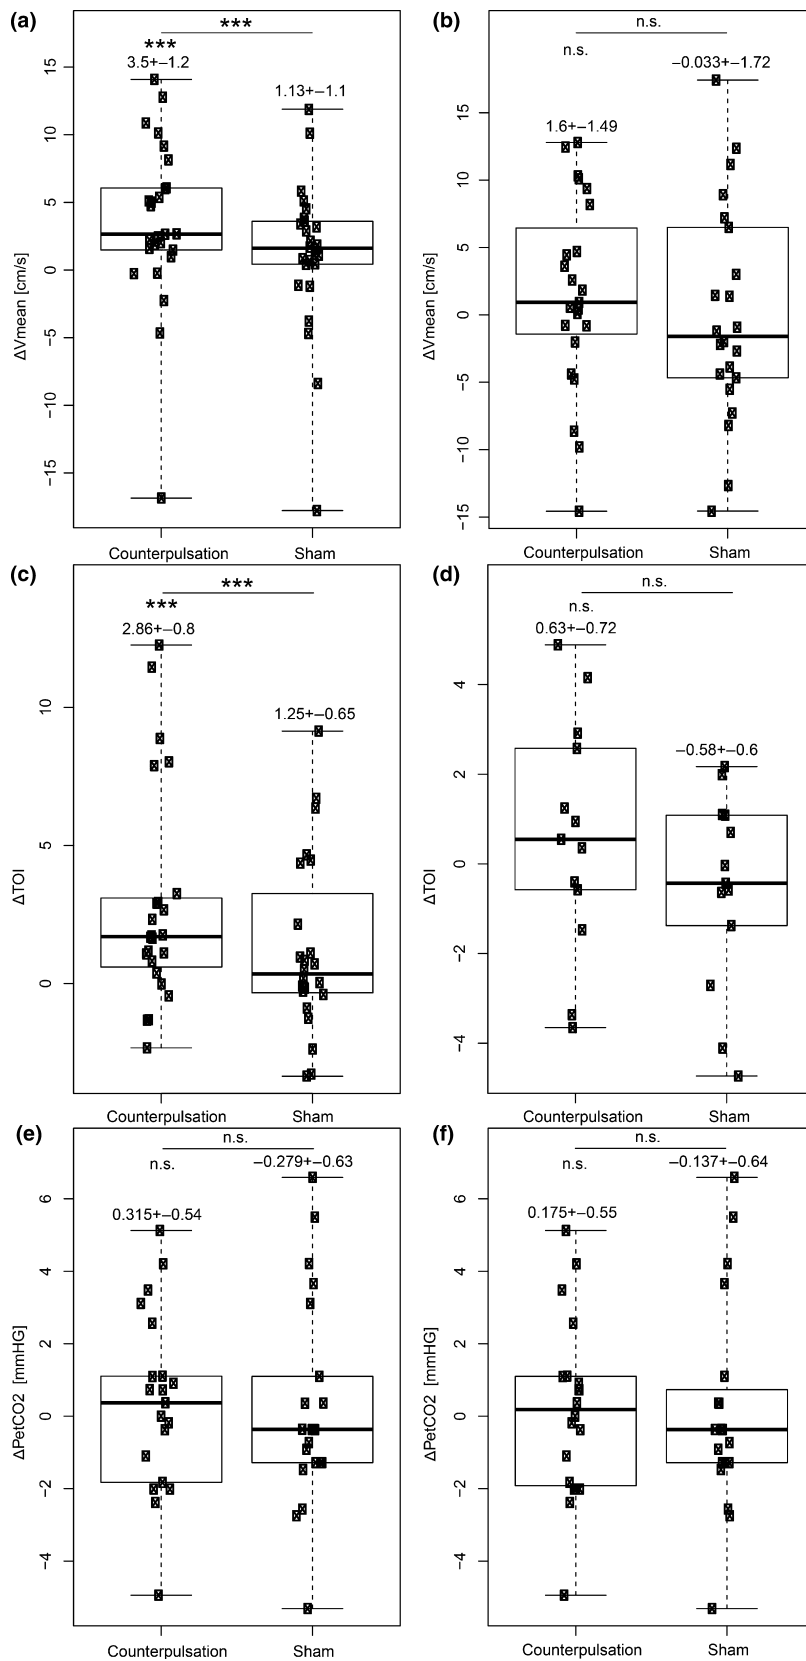 (a)
***
***
3.5+−1.2
1.13+−1.1
ΔVmean [cm/s]
15
10
5
0
−5
−10
−15
Counterpulsation
Sham
(b)
n.s.
n.s.
−0.033+−1.72
1.6+−1.49
ΔVmean [cm/s]
15
10
5
0
−5
−10
−15
Counterpulsation
Sham
(c)
***
***
2.86+−0.8
1.25+−0.65
ΔTOI
10
5
0
Counterpulsation
Sham
(d)
n.s.
n.s.
0.63+−0.72
−0.58+−0.6
ΔTOI
4
2
0
−2
−4
Counterpulsation
Sham
(e)
n.s.
n.s.
−0.279+−0.63
0.315+−0.54
ΔPetCO2 [mmHG]
6
4
2
0
−2
−4
Counterpulsation
Sham
(f)
n.s.
n.s.
−0.137+−0.64
0.175+−0.55
ΔPetCO2 [mmHG]
6
4
2
0
−2
−4
Counterpulsation
Sham